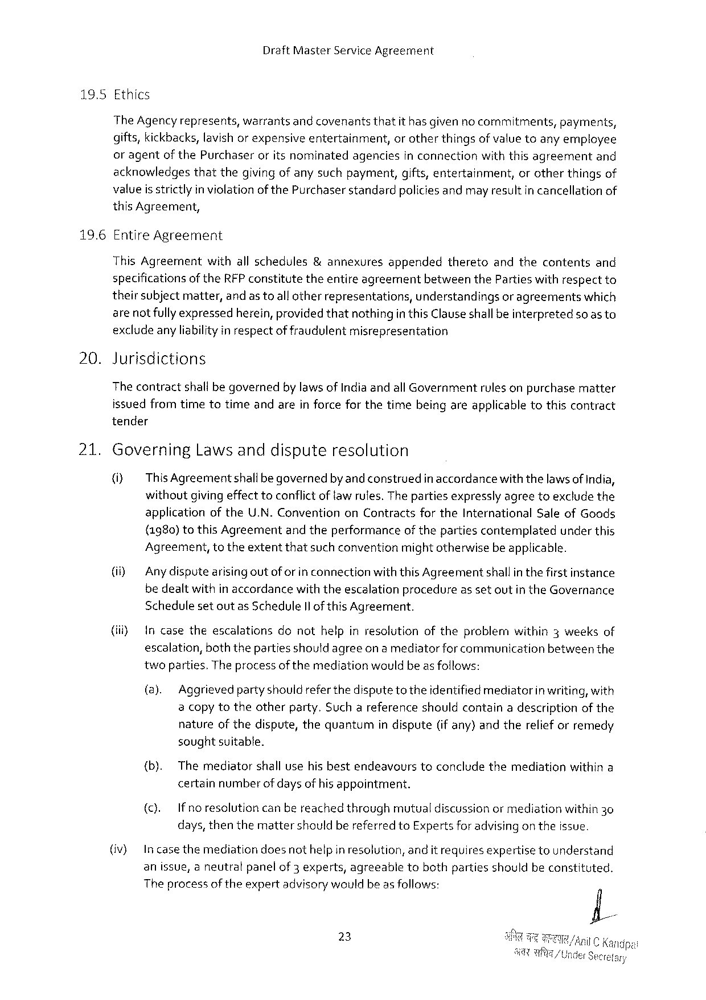 Draft Master Service Agreement
19.5 Ethics
The Agency represents, warrants and covenants that it has given no commitments, payments,
gifts, kickbacks, lavish or expensive entertainment, or other things of value to any employee
or agent of the Purchaser or its nominated agencies in connection with this agreement and
acknowledges that the giving of any such payment, gifts, entertainment, or other things of
value is strictly in violation of the Purchaser standard policies and may result in cancellation of
this Agreement,
19.6 Entire Agreement
This Agreement with all schedules & annexures appended thereto and the contents and
specifications of the RFP constitute the entire agreement between the Parties with respect to
their subject matter, and as to all other representations, understandings or agreements which
are not fully expressed herein, provided that nothing in this Clause shall be interpreted so as to
exclude any liability in respect of fraudulent misrepresentation
20. Jurisdictions
The contract shall be governed by laws of India and all Government rules on purchase matter
issued from time to time and are in force for the time being are applicable to this contract
tender
21. Governing Laws and dispute resolution
(i) This Agreement shall be governed by and construed in accordance with the laws of India,
without giving effect to conflict of law rules. The parties expressly agree to exclude the
application of the U.N. Convention on Contracts for the International Sale of Goods
(1980) to this Agreement and the performance of the parties contemplated under this
Agreement, to the extent that such convention might otherwise be applicable.
(ii) Any dispute arising out of or in connection with this Agreement shall in the first instance
be dealt with in accordance with the escalation procedure as set out in the Governance
Schedule set out as Schedule II of this Agreement.
(iii) In case the escalations do not help in resolution of the problem within 3 weeks of
escalation, both the parties should agree on a mediator for communication between the
two parties. The process of the mediation would be as follows:
(a). Aggrieved party should refer the dispute to the identified mediator in writing, with
a copy to the other party. Such a reference should contain a description of the
nature of the dispute, the quantum in dispute (if any) and the relief or remedy
sought suitable.
(b). The mediator shall use his best endeavours to conclude the mediation within a
certain number of days of his appointment.
(c). If no resolution can be reached through mutual discussion or mediation within 30
days, then the matter should be referred to Experts for advising on the issue.
(iv) In case the mediation does not help in resolution, and it requires expertise to understand
an issue, a neutral panel of 3 experts, agreeable to both parties should be constituted.
The process of the expert advisory would be as follows:
23
अनिल चन्द्र काण्डपाल/Anil C Kandpal
अवर सचिव/Under Secretary